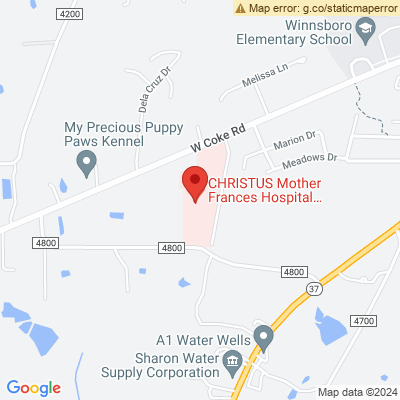 Map error: g.co/staticmaperror
4200
Winnsboro
Elementary School
Melissa Ln
Dela Cruz Dr
W Coke Rd
My Precious Puppy
Paws Kennel
Marion Dr
Meadows Dr
CHRISTUS Mother
Frances Hospital...
4800
4800
4800
37
4700
A1 Water Wells
Sharon Water
Supply Corporation
Google
Map data ©2024